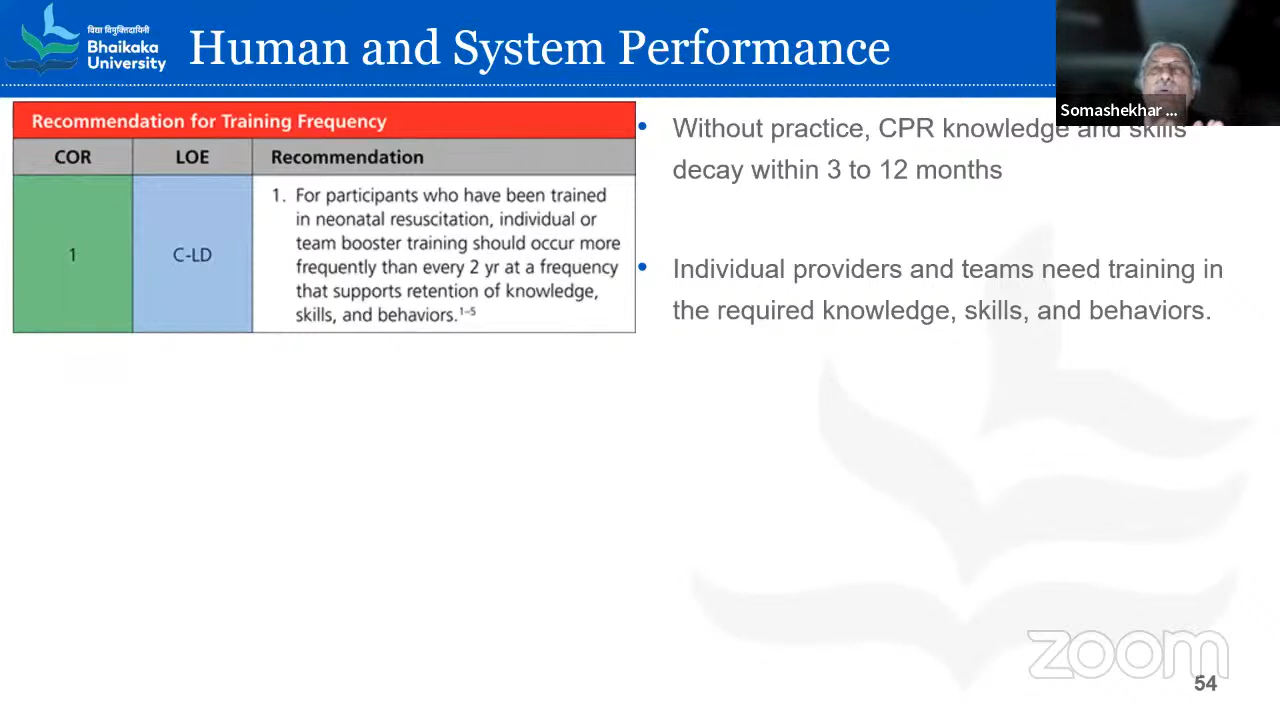 विद्या विमुक्तिदायिनी
Bhaikaka
University
Human and System Performance
Somashekhar ...
Recommendation for Training Frequency
COR LOE Recommendation
1 C-LD
1. For participants who have been trained
in neonatal resuscitation, individual or
team booster training should occur more
frequently than every 2 yr at a frequency
that supports retention of knowledge,
skills, and behaviors.¹⁻⁵
• Without practice, CPR knowledge and skills
decay within 3 to 12 months
• Individual providers and teams need training in
the required knowledge, skills, and behaviors.
zoom
54